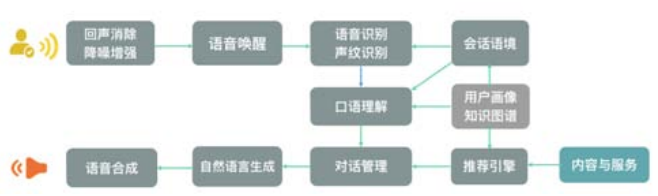 回声消除
降噪增强
语音唤醒
语音识别
声纹识别
会话语境
口语理解
用户画像
知识图谱
语音合成
自然语言生成
对话管理
推荐引擎
内容与服务